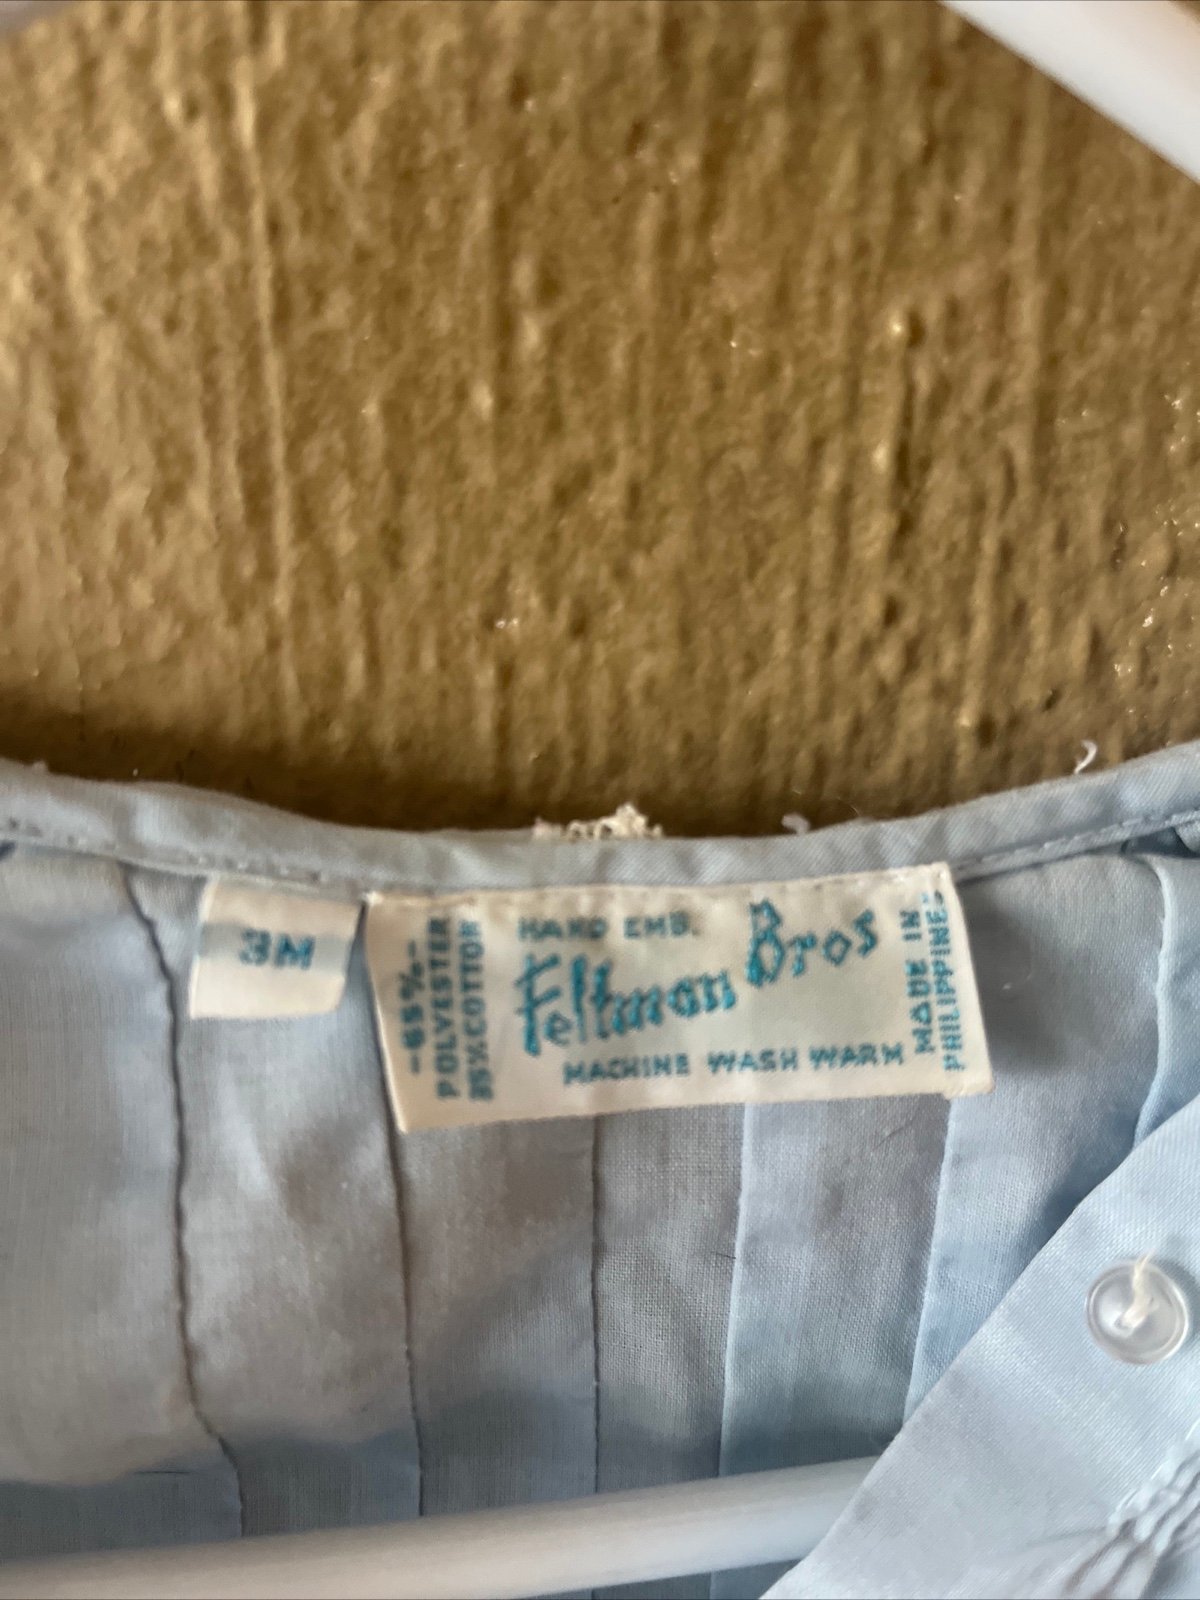 3M
-65%-
POLYESTER
35%COTTON
HAND EMB.
Feltman Bros
MACHINE WASH WARM
MADE IN
PHILIPPINES